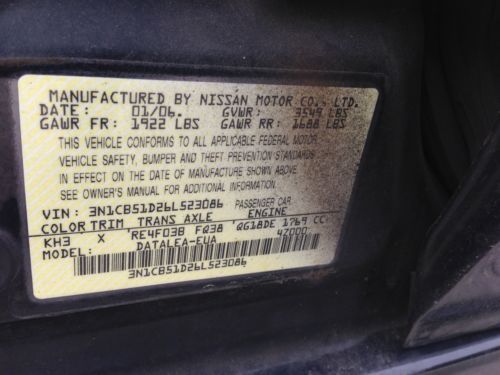 MANUFACTURED BY NISSAN MOTOR CO., LTD.
DATE: 01/06. GVWR: 3549 LBS
GAWR FR: 1922 LBS GAWR RR: 1688 LBS
THIS VEHICLE CONFORMS TO ALL APPLICABLE FEDERAL MOTOR
VEHICLE SAFETY, BUMPER AND THEFT PREVENTION STANDARDS
IN EFFECT ON THE DATE OF MANUFACTURE SHOWN ABOVE.
SEE OWNER'S MANUAL FOR ADDITIONAL INFORMATION.
VIN: 3N1CB51D26L523086 PASSENGER CAR.
COLOR TRIM TRANS AXLE ENGINE
KH3 X RE4F03B FQ38 QG18DE 1769 CC
MODEL: DATALEA-EUA 42000
3N1CB51D26L523086